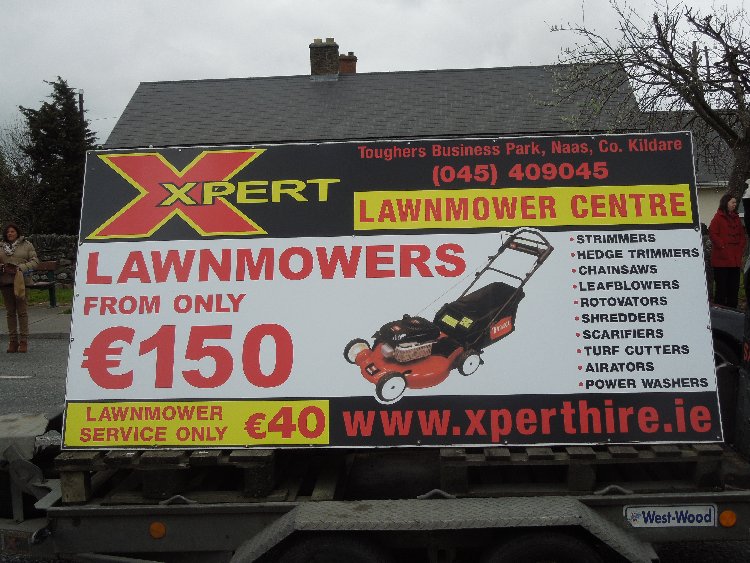 XXPERT
Toughers Business Park, Naas, Co. Kildare
(045) 409045
LAWNMOWER CENTRE
LAWNMOWERS
FROM ONLY
€150
• STRIMMERS
• HEDGE TRIMMERS
• CHAINSAWS
• LEAFBLOWERS
• ROTOVATORS
• SHREDDERS
• SCARIFIERS
• TURF CUTTERS
• AIRATORS
• POWER WASHERS
LAWNMOWER
SERVICE ONLY €40
www.xperthire.ie
West-Wood